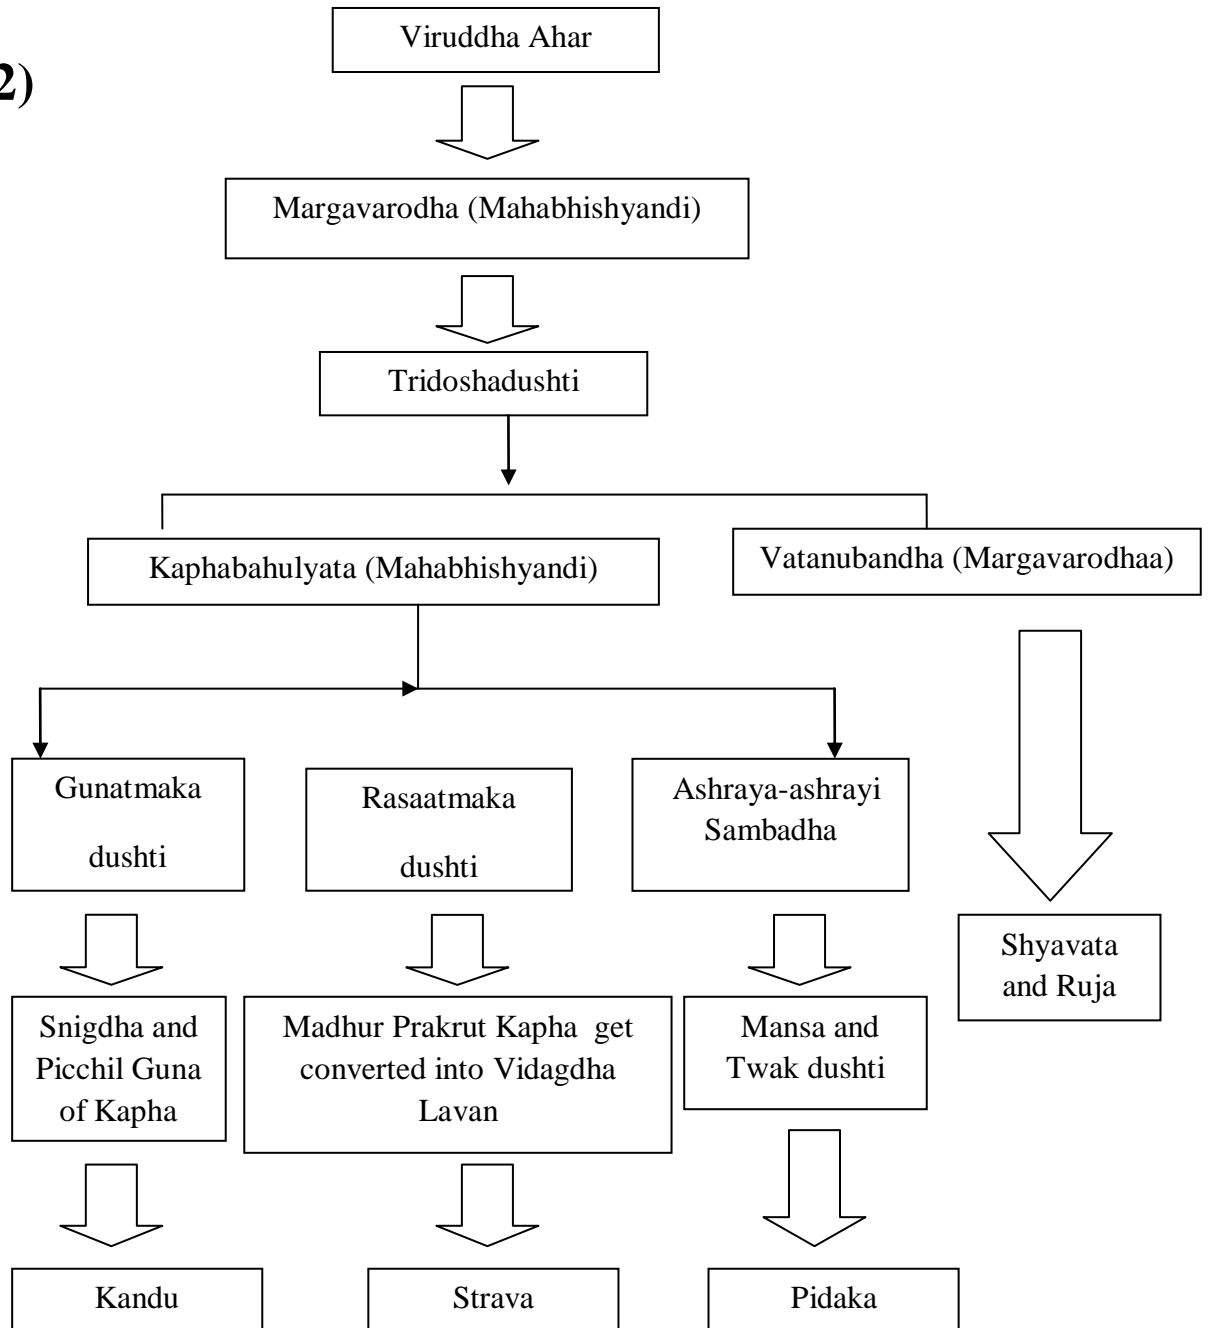 Viruddha Ahar
2)
Margavarodha (Mahabhishyandi)
Tridoshadushti
Kaphabahulyata (Mahabhishyandi)
Vatanubandha (Margavarodhaa)
Gunatmaka
dushti
Rasaatmaka
dushti
Ashraya-ashrayi
Sambadha
Shyavata
and Ruja
Snigdha and
Picchil Guna
of Kapha
Madhur Prakrut Kapha get
converted into Vidagdha
Lavan
Mansa and
Twak dushti
Kandu
Strava
Pidaka